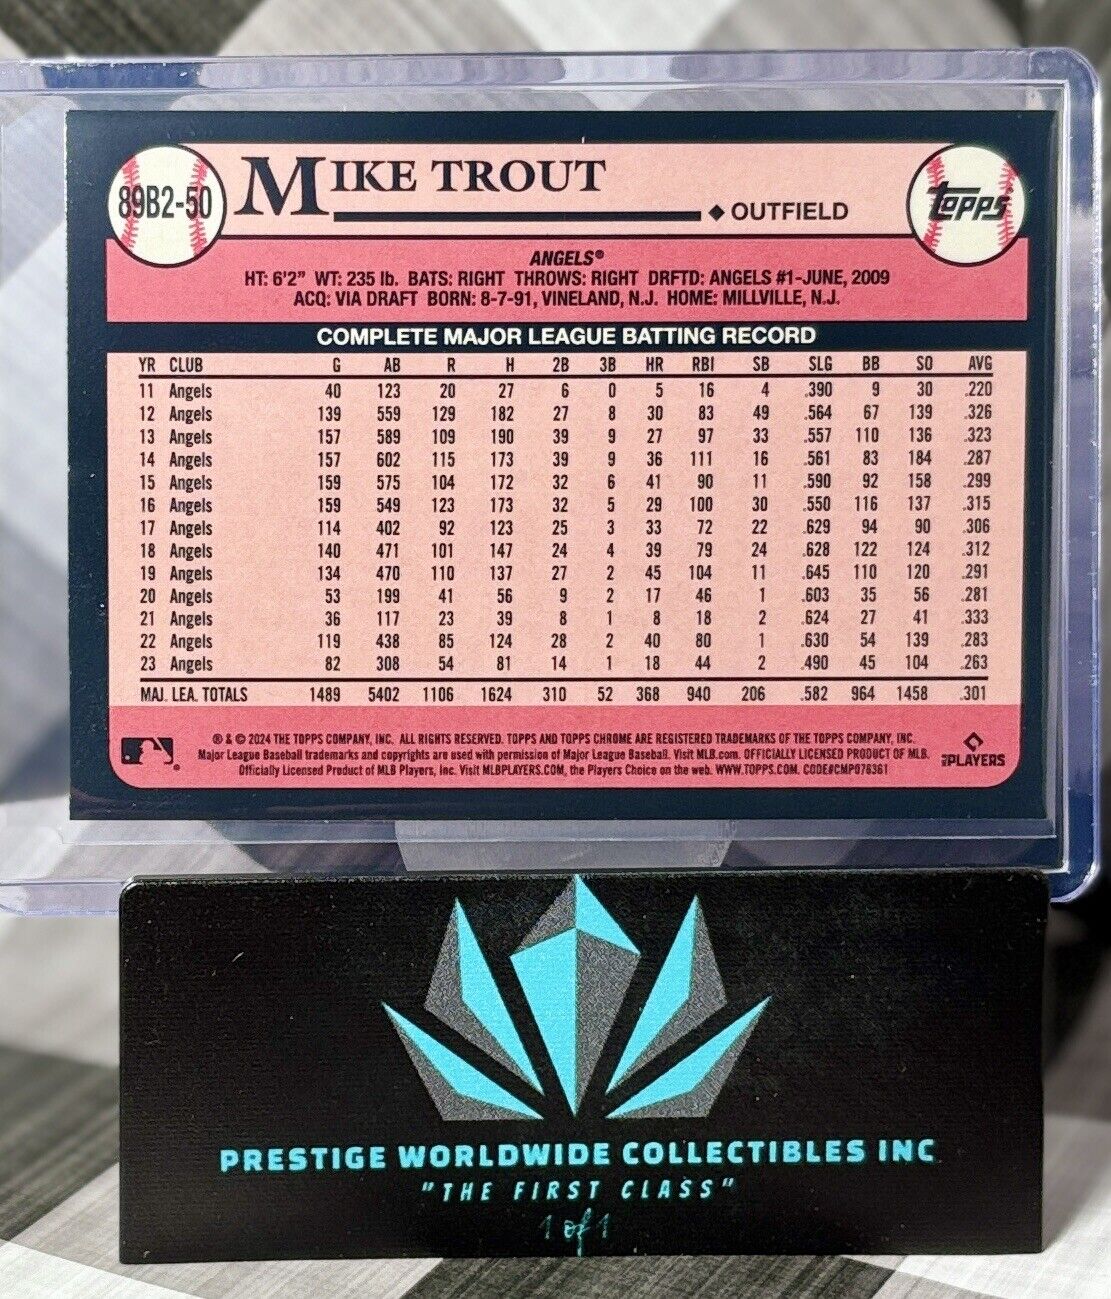 89B2-50
MIKE TROUT
◆ OUTFIELD
TOPPS
ANGELS®
HT: 6'2" WT: 235 lb. BATS: RIGHT THROWS: RIGHT DRFTD: ANGELS #1-JUNE, 2009
ACQ: VIA DRAFT BORN: 8-7-91, VINELAND, N.J. HOME: MILLVILLE, N.J.
COMPLETE MAJOR LEAGUE BATTING RECORD
YR CLUB G AB R H 2B 3B HR RBI SB SLG BB SO AVG
11 Angels 40 123 20 27 6 0 5 16 4 .390 9 30 .220
12 Angels 139 559 129 182 27 8 30 83 49 .564 67 139 .326
13 Angels 157 589 109 190 39 9 27 97 33 .557 110 136 .323
14 Angels 157 602 115 173 39 9 36 111 16 .561 83 184 .287
15 Angels 159 575 104 172 32 6 41 90 11 .590 92 158 .299
16 Angels 159 549 123 173 32 5 29 100 30 .550 116 137 .315
17 Angels 114 402 92 123 25 3 33 72 22 .629 94 90 .306
18 Angels 140 471 101 147 24 4 39 79 24 .628 122 124 .312
19 Angels 134 470 110 137 27 2 45 104 11 .645 110 120 .291
20 Angels 53 199 41 56 9 2 17 46 1 .603 35 56 .281
21 Angels 36 117 23 39 8 1 8 18 2 .624 27 41 .333
22 Angels 119 438 85 124 28 2 40 80 1 .630 54 139 .283
23 Angels 82 308 54 81 14 1 18 44 2 .490 45 104 .263
MAJ. LEA. TOTALS 1489 5402 1106 1624 310 52 368 940 206 .582 964 1458 .301
® & © 2024 THE TOPPS COMPANY, INC. ALL RIGHTS RESERVED. TOPPS AND TOPPS CHROME ARE REGISTERED TRADEMARKS OF THE TOPPS COMPANY, INC.
Major League Baseball trademarks and copyrights are used with permission of Major League Baseball. Visit MLB.com. OFFICIALLY LICENSED PRODUCT OF MLB.
Officially Licensed Product of MLB Players, Inc. Visit MLBPLAYERS.COM, the Players Choice on the web. WWW.TOPPS.COM. CODE#CMP076361
MLB PLAYERS
PRESTIGE WORLDWIDE COLLECTIBLES INC
"THE FIRST CLASS"
1 of 1